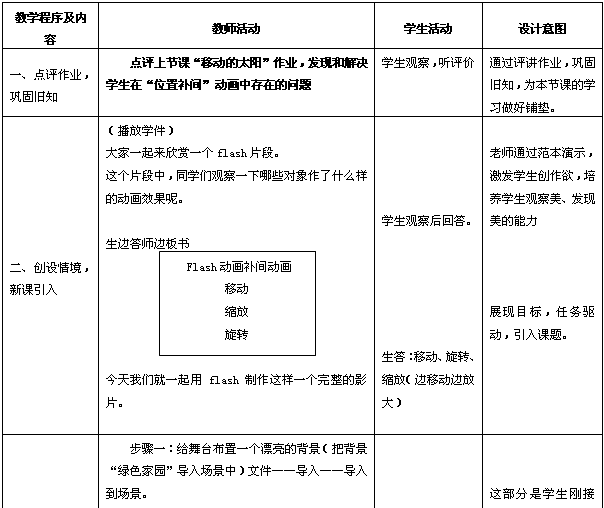 教学程序及内
容
教师活动
学生活动
设计意图
一、点评作业，
巩固旧知
点评上节课“移动的太阳”作业，发现和解决
学生在“位置补间”动画中存在的问题
学生观察，听评价
通过评讲作业，巩固
旧知，为本节课的学
习做好铺垫。
二、创设情境，
新课引入
（播放学件）
大家一起来欣赏一个 flash 片段。
这个片段中，同学们观察一下哪些对象作了什么样
的动画效果呢。
生边答师边板书
Flash 动画补间动画
移动
缩放
旋转
今天我们就一起用 flash 制作这样一个完整的影
片。
学生观察后回答。
生答：移动、旋转、
缩放（边移动边放
大）
老师通过范本演示，
激发学生创作欲，培
养学生观察美、发现
美的能力
展现目标，任务驱
动，引入课题。
步骤一：给舞台布置一个漂亮的背景（把背景
“绿色家园”导入场景中）文件——导入——导入
到场景。
这部分是学生刚接